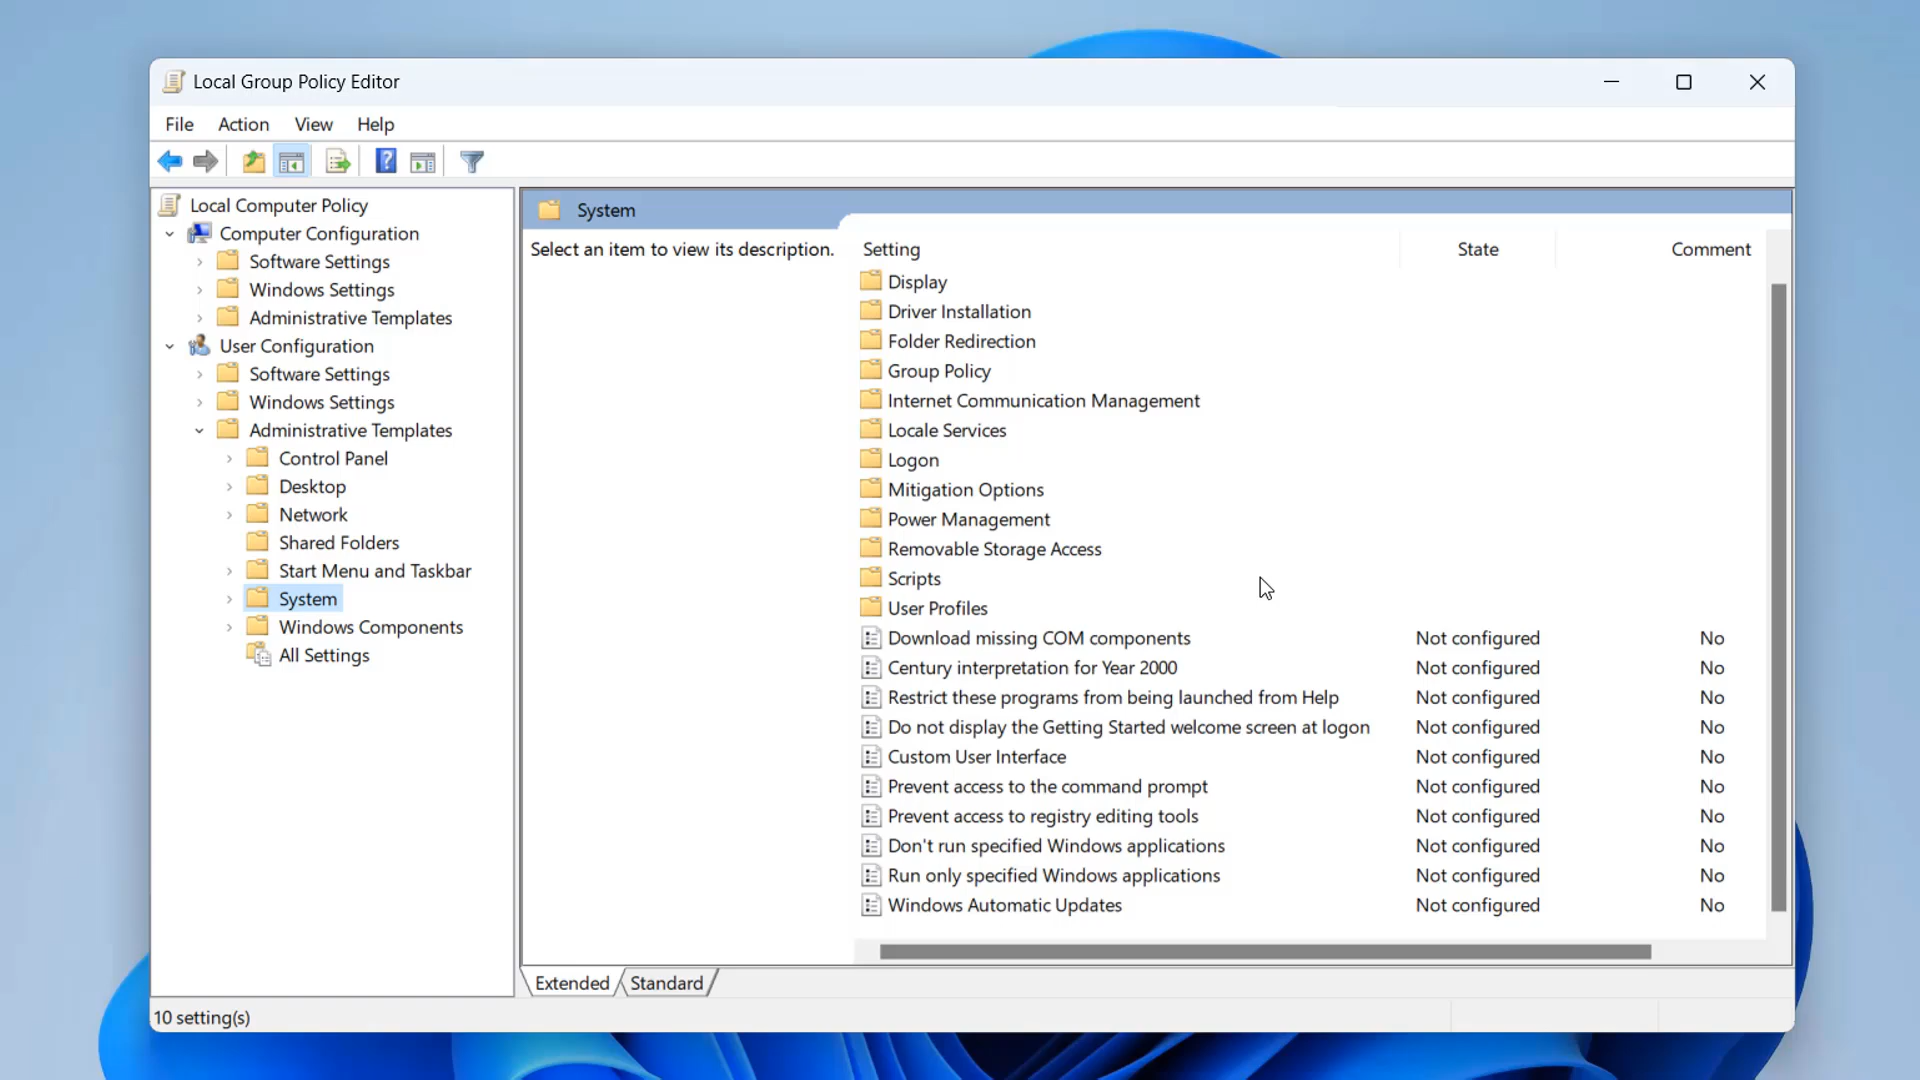 Local Group Policy Editor
File Action View Help
Local Computer Policy
Computer Configuration
Software Settings
Windows Settings
Administrative Templates
User Configuration
Software Settings
Windows Settings
Administrative Templates
Control Panel
Desktop
Network
Shared Folders
Start Menu and Taskbar
System
Windows Components
All Settings
System
Select an item to view its description.
Setting State Comment
Display
Driver Installation
Folder Redirection
Group Policy
Internet Communication Management
Locale Services
Logon
Mitigation Options
Power Management
Removable Storage Access
Scripts
User Profiles
Download missing COM components Not configured No
Century interpretation for Year 2000 Not configured No
Restrict these programs from being launched from Help Not configured No
Do not display the Getting Started welcome screen at logon Not configured No
Custom User Interface Not configured No
Prevent access to the command prompt Not configured No
Prevent access to registry editing tools Not configured No
Don't run specified Windows applications Not configured No
Run only specified Windows applications Not configured No
Windows Automatic Updates Not configured No
Extended Standard
10 setting(s)